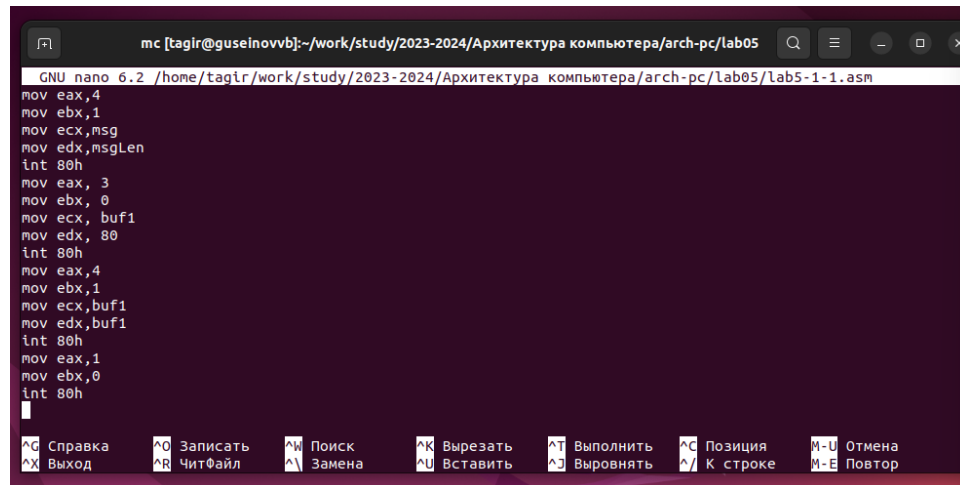 mc [tagir@guseinovvb]:~/work/study/2023-2024/Архитектура компьютера/arch-pc/lab05
GNU nano 6.2 /home/tagir/work/study/2023-2024/Архитектура компьютера/arch-pc/lab05/lab5-1-1.asm
mov eax,4
mov ebx,1
mov ecx,msg
mov edx,msgLen
int 80h
mov eax, 3
mov ebx, 0
mov ecx, buf1
mov edx, 80
int 80h
mov eax,4
mov ebx,1
mov ecx,buf1
mov edx,buf1
int 80h
mov eax,1
mov ebx,0
int 80h
^G Справка ^O Записать ^W Поиск ^K Вырезать ^T Выполнить ^C Позиция M-U Отмена
^X Выход ^R ЧитФайл ^\ Замена ^U Вставить ^J Выровнять ^/ К строке M-E Повтор